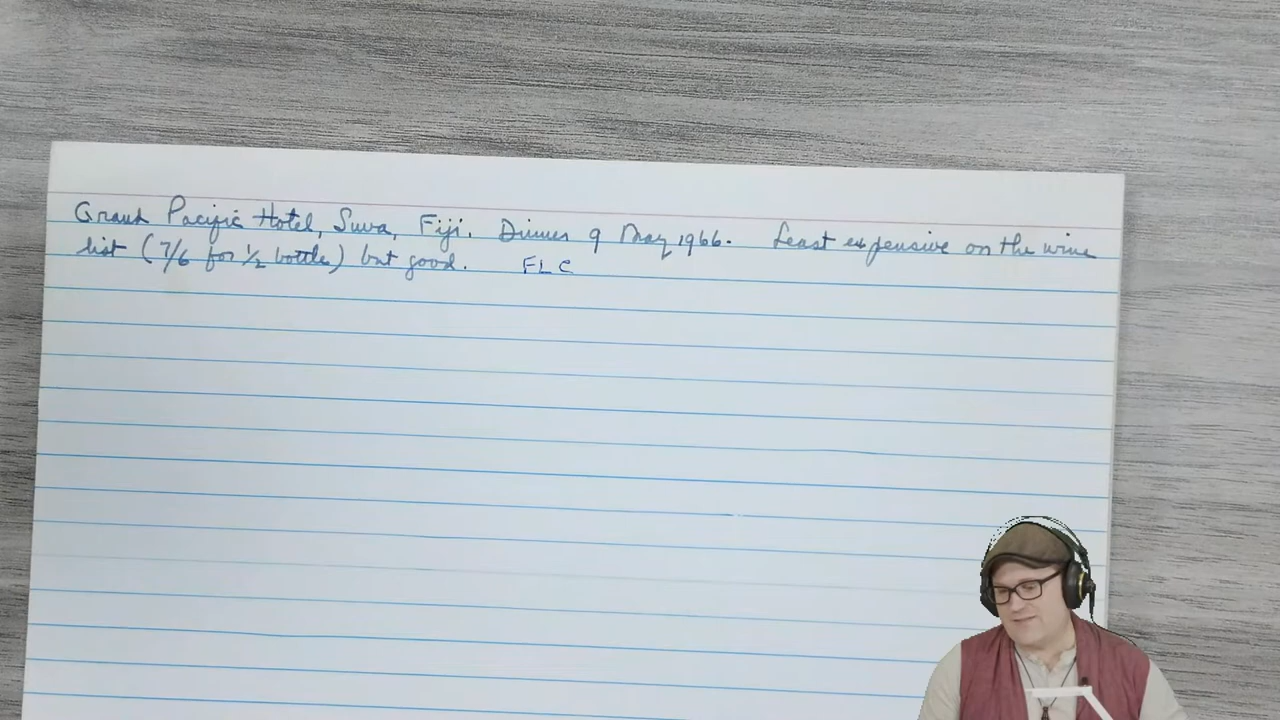 Grand Pacific Hotel, Suva, Fiji. Dinner 9 May 1966. Least expensive on the wine
list (7/6 for 1/2 bottle) but good. FLC